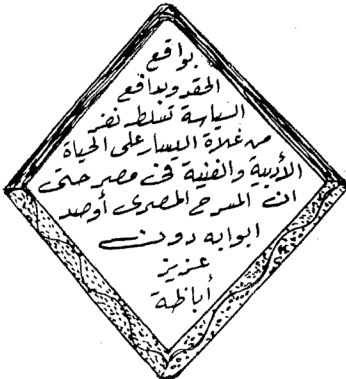 بواقع
الحقد وبدافع
السياسة تسلط نفر
من غلاة اليسار على الحياة
الأدبية والفنية فى مصر حتى
ان المسرح المصرى أوصد
ابوابه دون
عزيز
أباظة